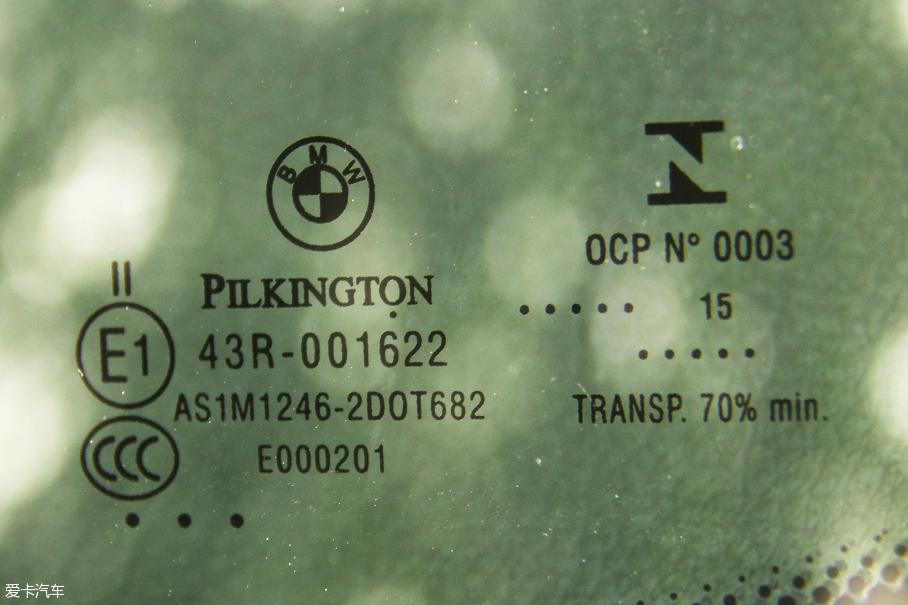 BMW
PILKINGTON
II
E1
43R-001622
AS1M1246-2DOT682
CCC
E000201
N
OCP N° 0003
15
TRANSP. 70% min.
爱卡汽车